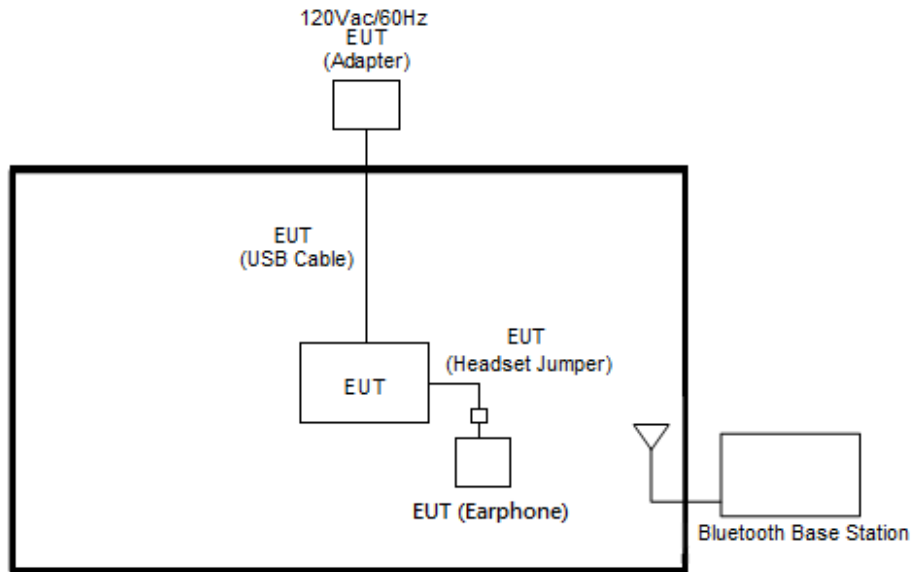 120Vac/60Hz
EUT
(Adapter)
EUT
(USB Cable)
EUT
(Headset Jumper)
EUT
EUT (Earphone)
Bluetooth Base Station